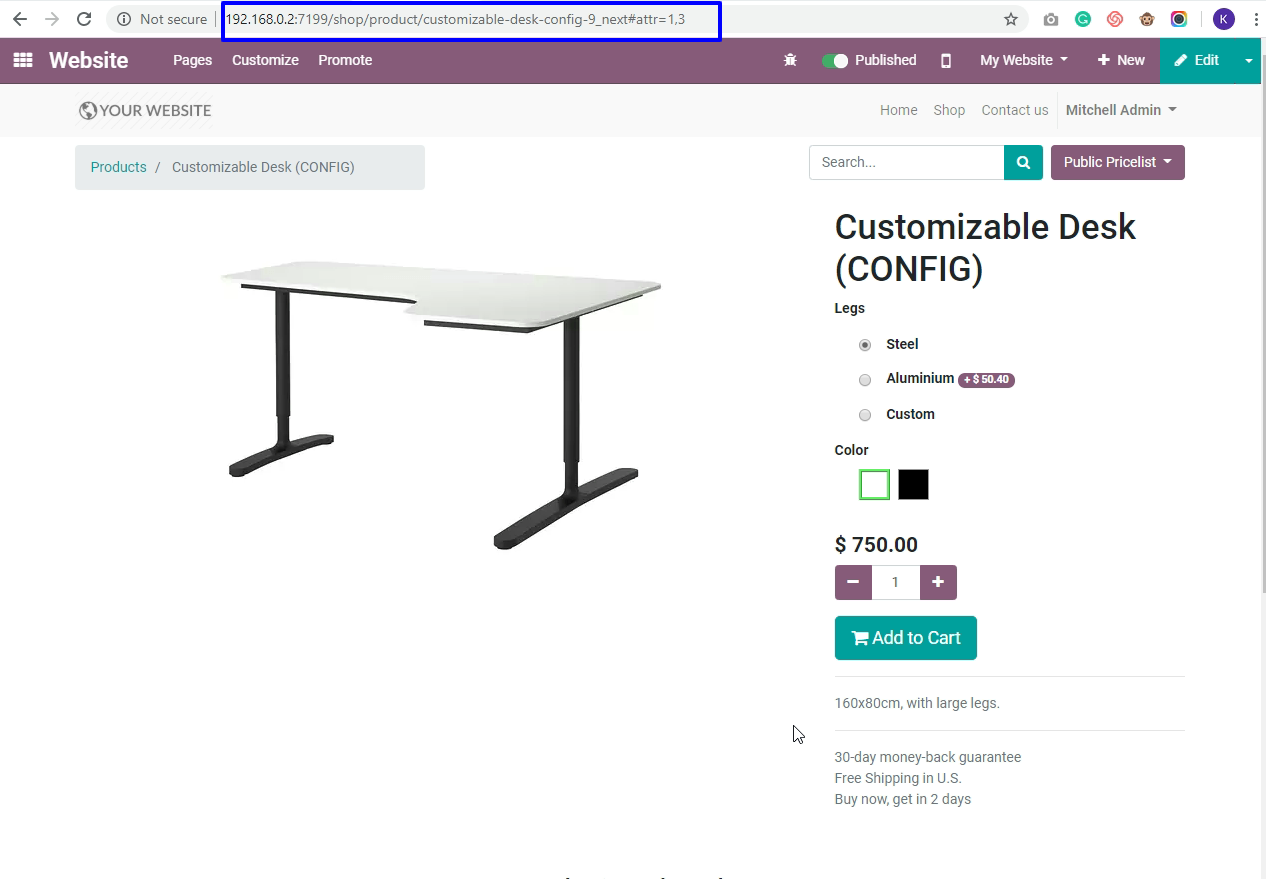 Not secure 192.168.0.2:7199/shop/product/customizable-desk-config-9_next#attr=1,3 K
Website Pages Customize Promote Published My Website New Edit
YOUR WEBSITE Home Shop Contact us Mitchell Admin
Products / Customizable Desk (CONFIG) Search... Public Pricelist
Customizable Desk
(CONFIG)
Legs
Steel
Aluminium + $ 50.40
Custom
Color
$ 750.00
1
Add to Cart
160x80cm, with large legs.
30-day money-back guarantee
Free Shipping in U.S.
Buy now, get in 2 days